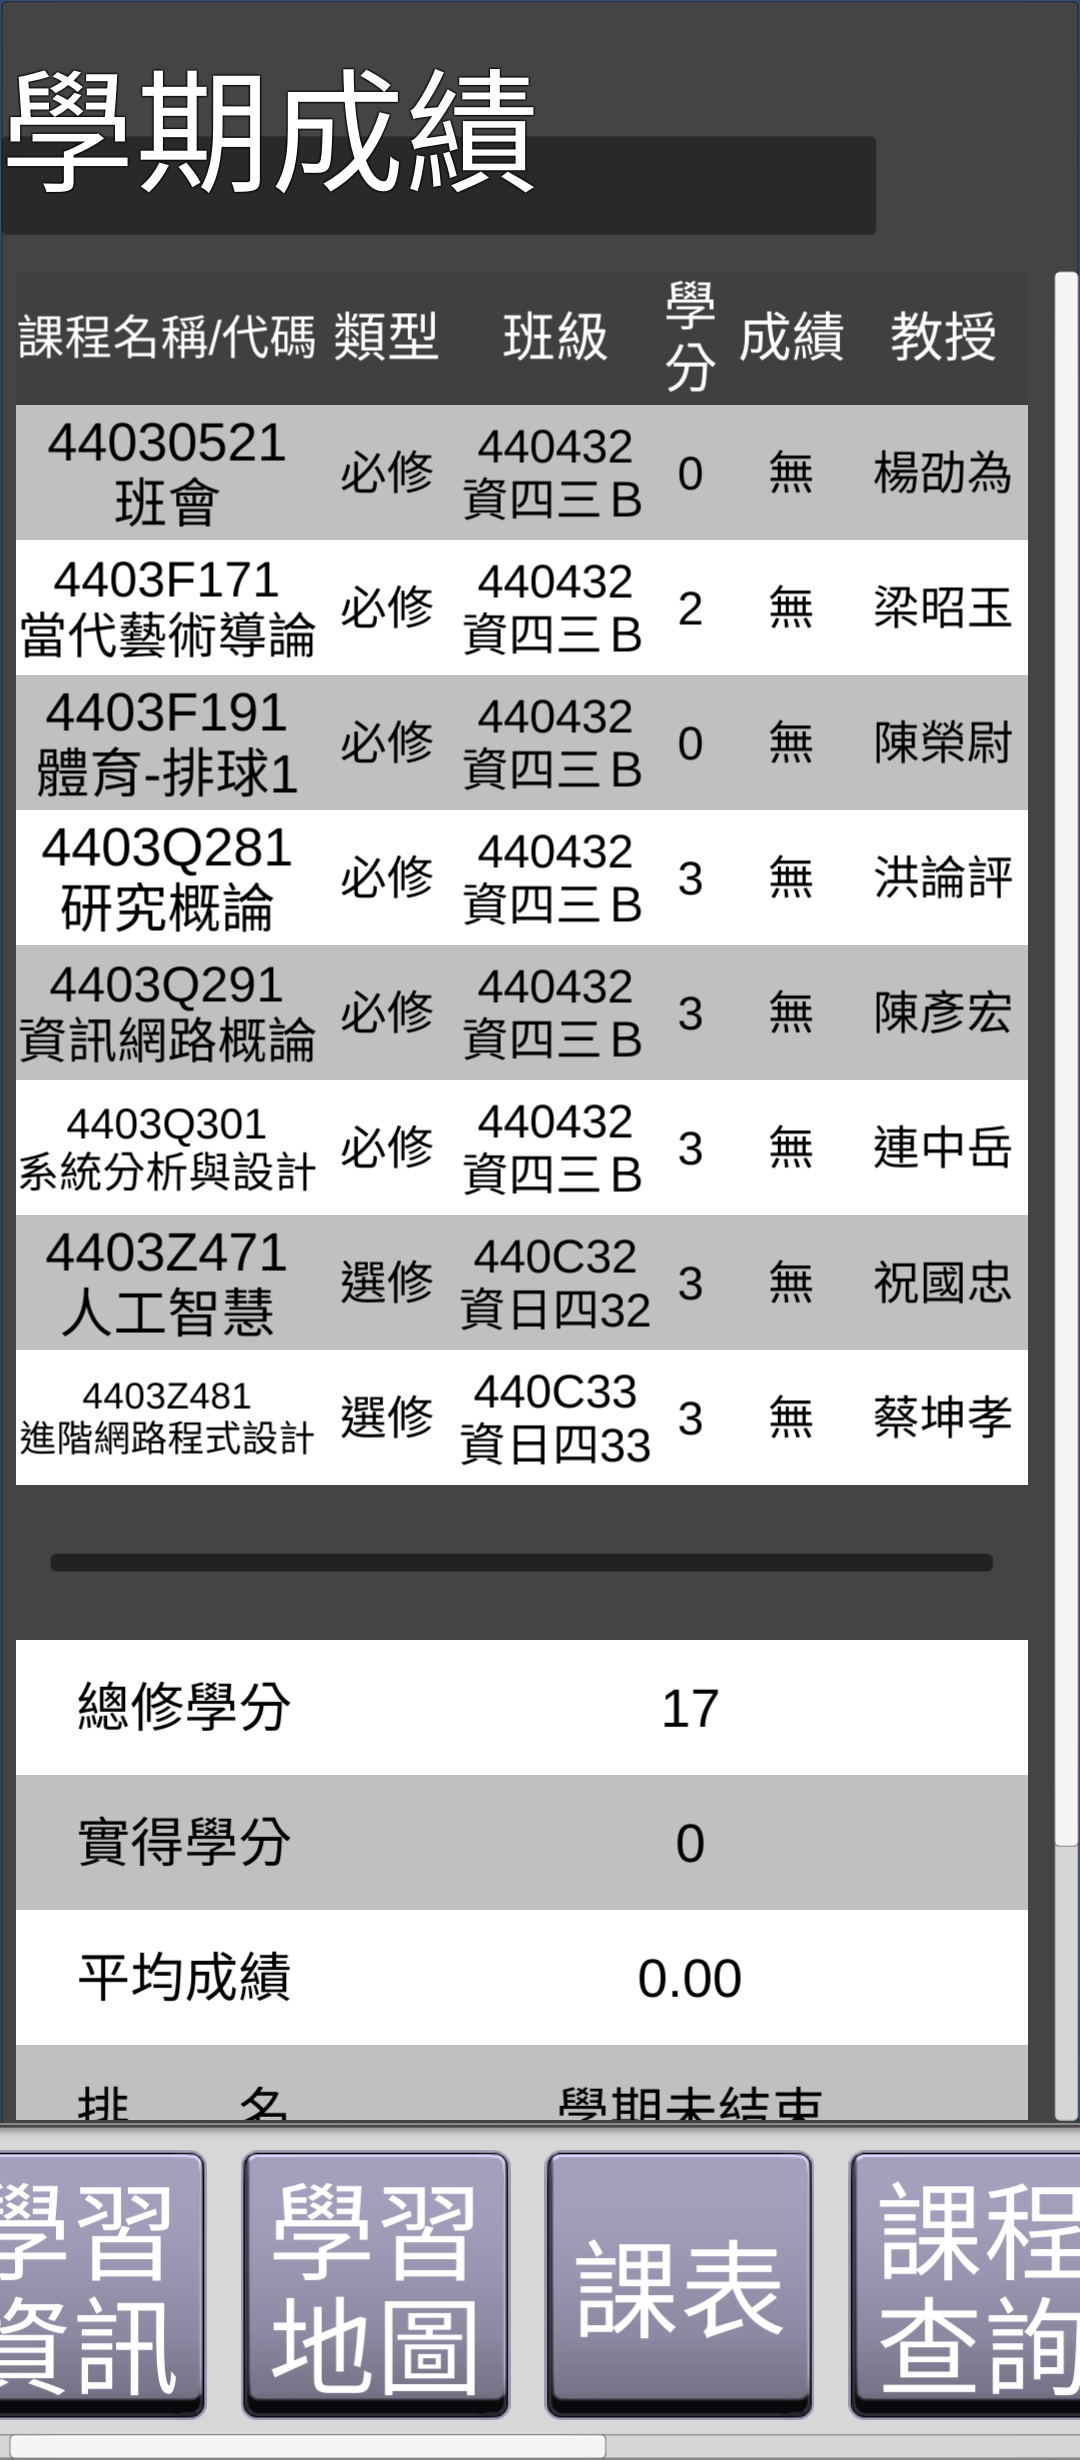 學期成績
課程名稱/代碼 類型 班級 學分 成績 教授
44030521
班會 必修 440432
資四三B 0 無 楊劭為
4403F171
當代藝術導論 必修 440432
資四三B 2 無 梁昭玉
4403F191
體育-排球1 必修 440432
資四三B 0 無 陳榮尉
4403Q281
研究概論 必修 440432
資四三B 3 無 洪論評
4403Q291
資訊網路概論 必修 440432
資四三B 3 無 陳彥宏
4403Q301
系統分析與設計 必修 440432
資四三B 3 無 連中岳
4403Z471
人工智慧 選修 440C32
資日四32 3 無 祝國忠
4403Z481
進階網路程式設計 選修 440C33
資日四33 3 無 蔡坤孝
總修學分 17
實得學分 0
平均成績 0.00
排名 學期未結束
學習
資訊
學習
地圖
課表
課程
查詢